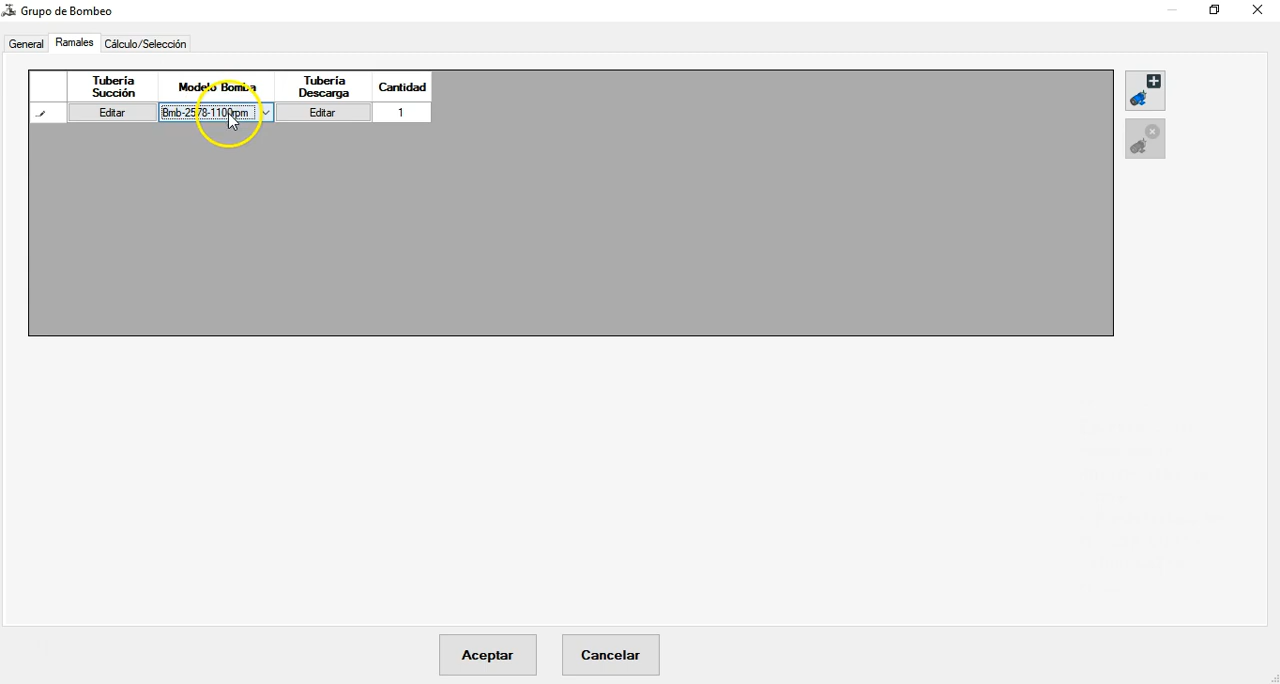 Grupo de Bombeo
General Ramales Cálculo/Selección
Tubería Succión Modelo Bomba Tubería Descarga Cantidad
Editar Bmb-2578-1100rpm Editar 1
Aceptar Cancelar